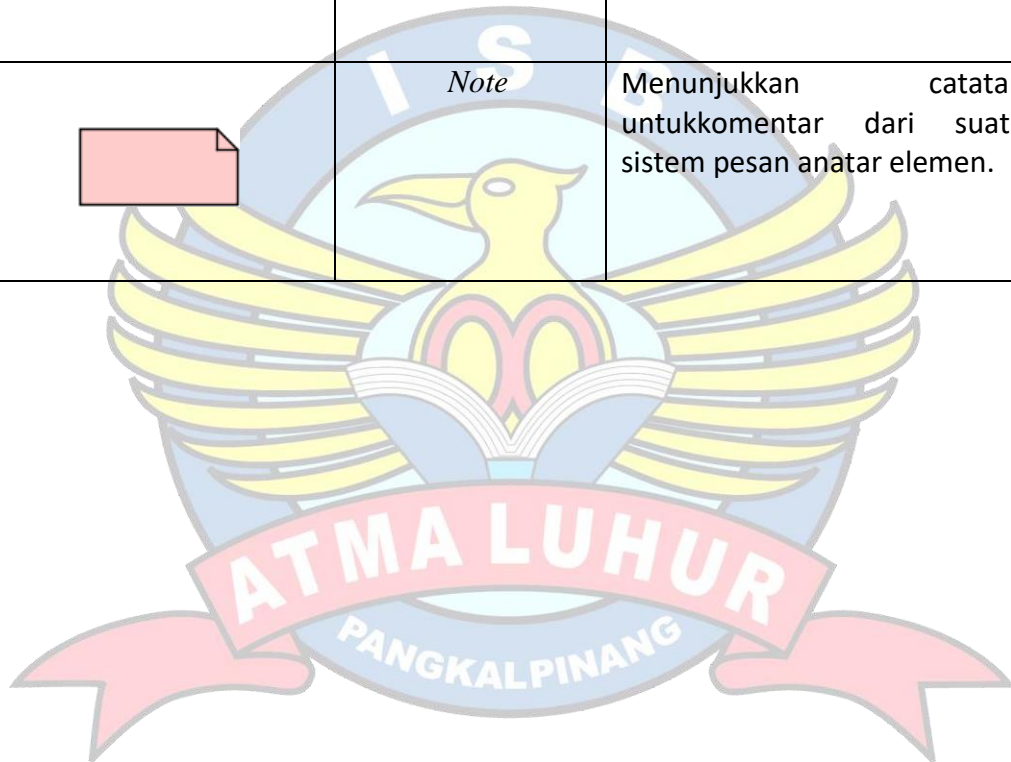 I S B
Note
Menunjukkan catata
untukkomentar dari suat
sistem pesan anatar elemen.
ATMA LUHUR
PANGKALPINANG